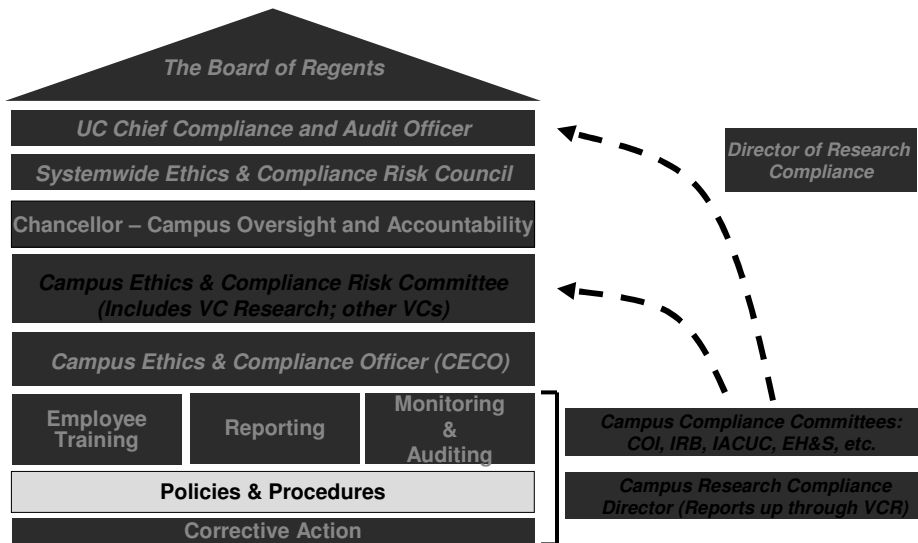 The Board of Regents
UC Chief Compliance and Audit Officer
Systemwide Ethics & Compliance Risk Council
Chancellor – Campus Oversight and Accountability
Campus Ethics & Compliance Risk Committee
(Includes VC Research; other VCs)
Campus Ethics & Compliance Officer (CECO)
Employee
Training
Reporting
Monitoring
&
Auditing
Policies & Procedures
Corrective Action
Director of Research
Compliance
Campus Compliance Committees:
COI, IRB, IACUC, EH&S, etc.
Campus Research Compliance
Director (Reports up through VCR)